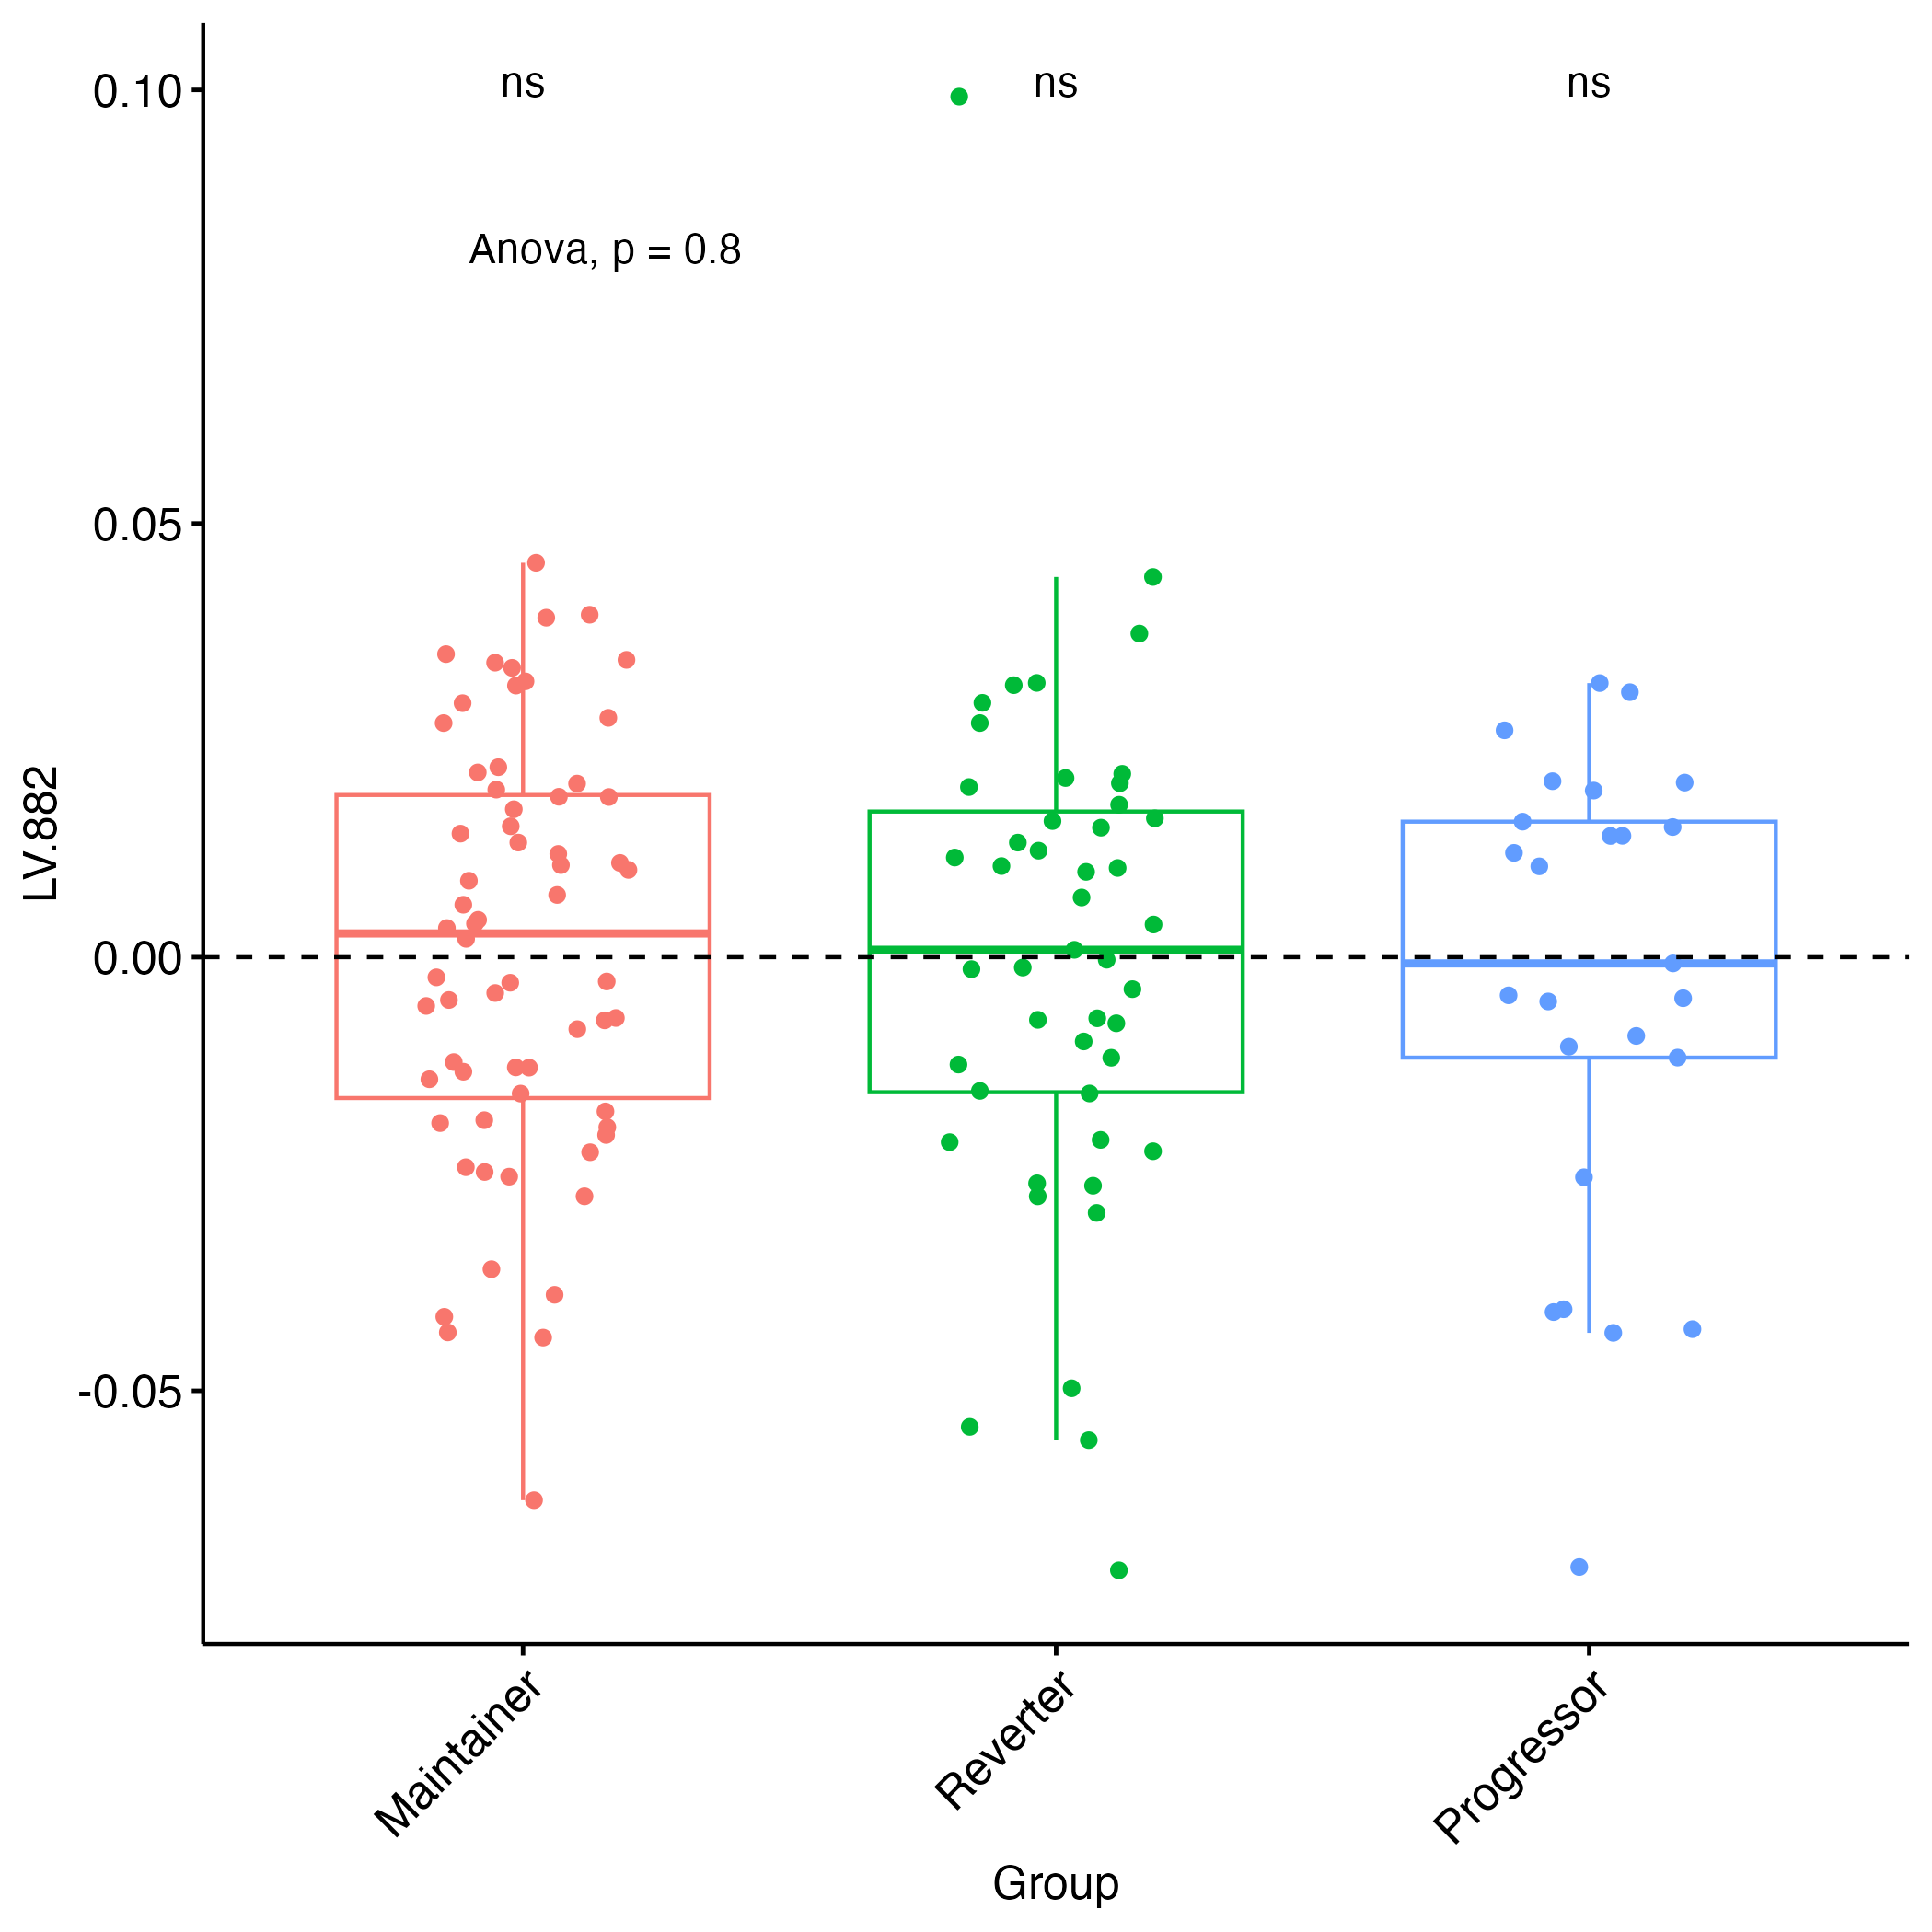 ns ns ns
Anova, p = 0.8
0.10
0.05
0.00
-0.05
LV.882
Maintainer Reverter Progressor
Group